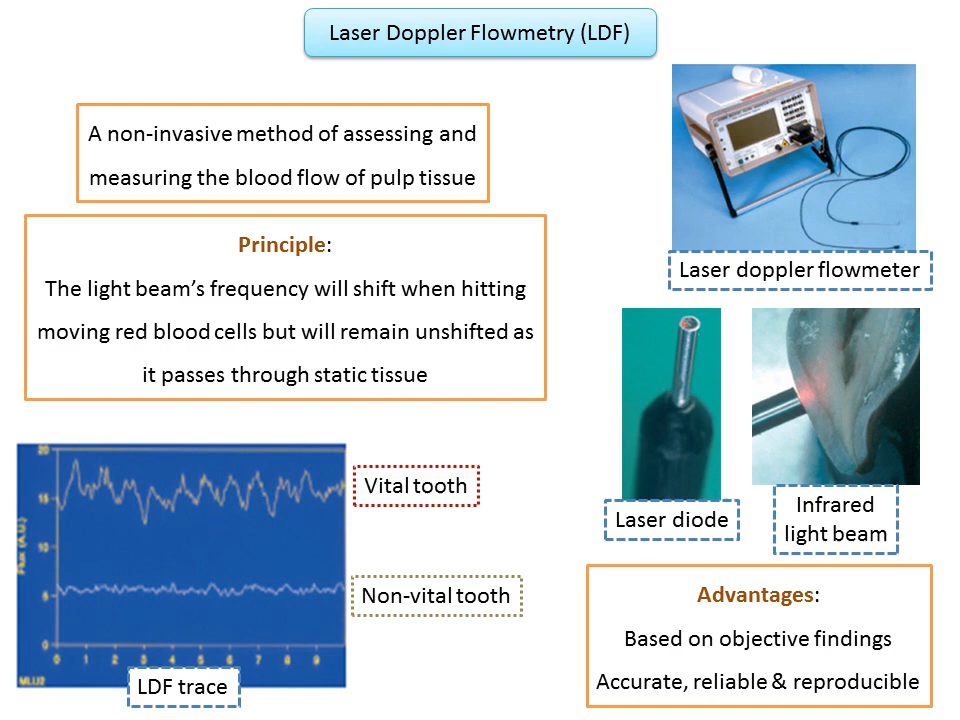 Laser Doppler Flowmetry (LDF)
A non-invasive method of assessing and
measuring the blood flow of pulp tissue
Principle:
The light beam's frequency will shift when hitting
moving red blood cells but will remain unshifted as
it passes through static tissue
Laser doppler flowmeter
Laser diode
Infrared
light beam
20
15
10
5
0
Flux (A.U.)
0 1 2 3 4 5 6 7 8 9
MLU2
Vital tooth
Non-vital tooth
LDF trace
Advantages:
Based on objective findings
Accurate, reliable & reproducible